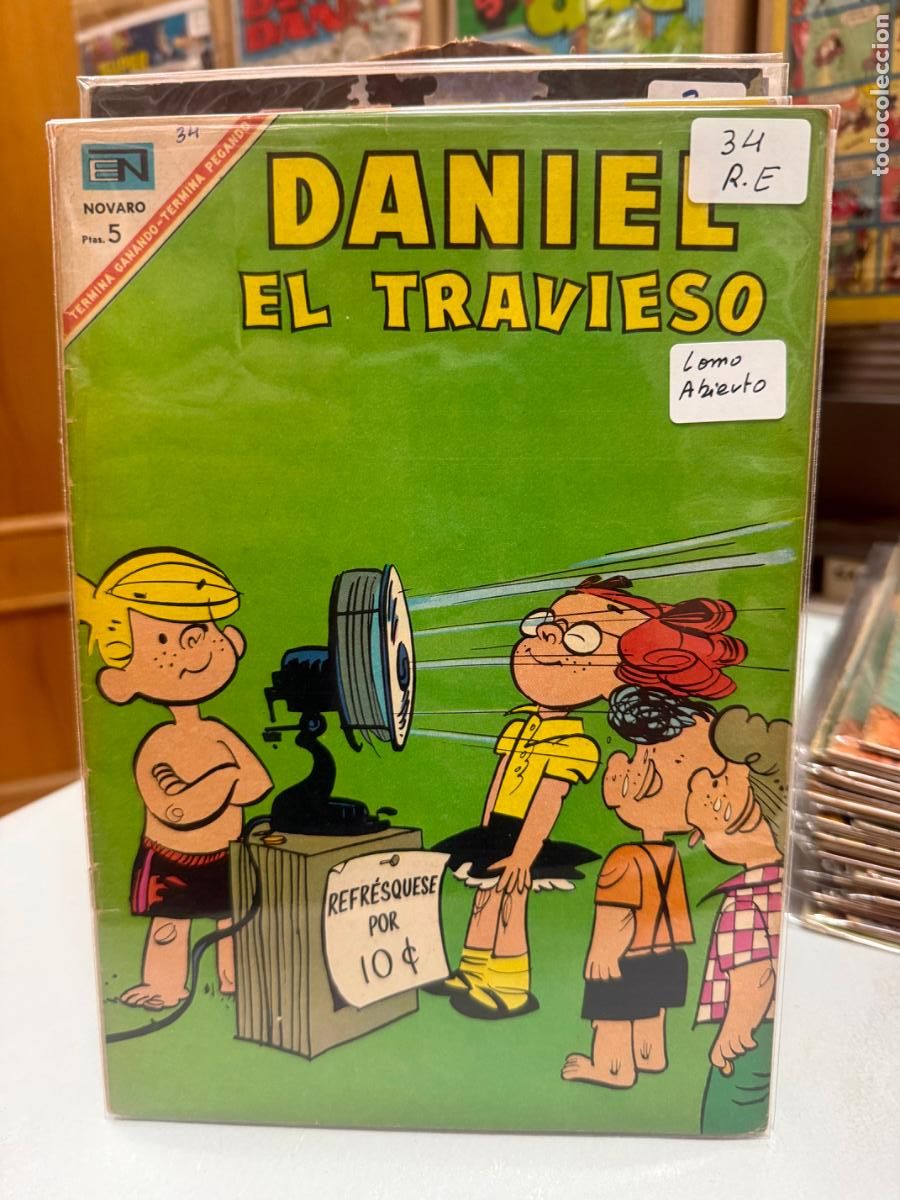 34
EN
NOVARO
Ptas. 5
TERMINA GANANDO - TERMINA PEGANDO
DANIEL
EL TRAVIESO
34
R.E
Lomo
Abierto
REFRÉSQUESE
POR
10¢
todocoleccion